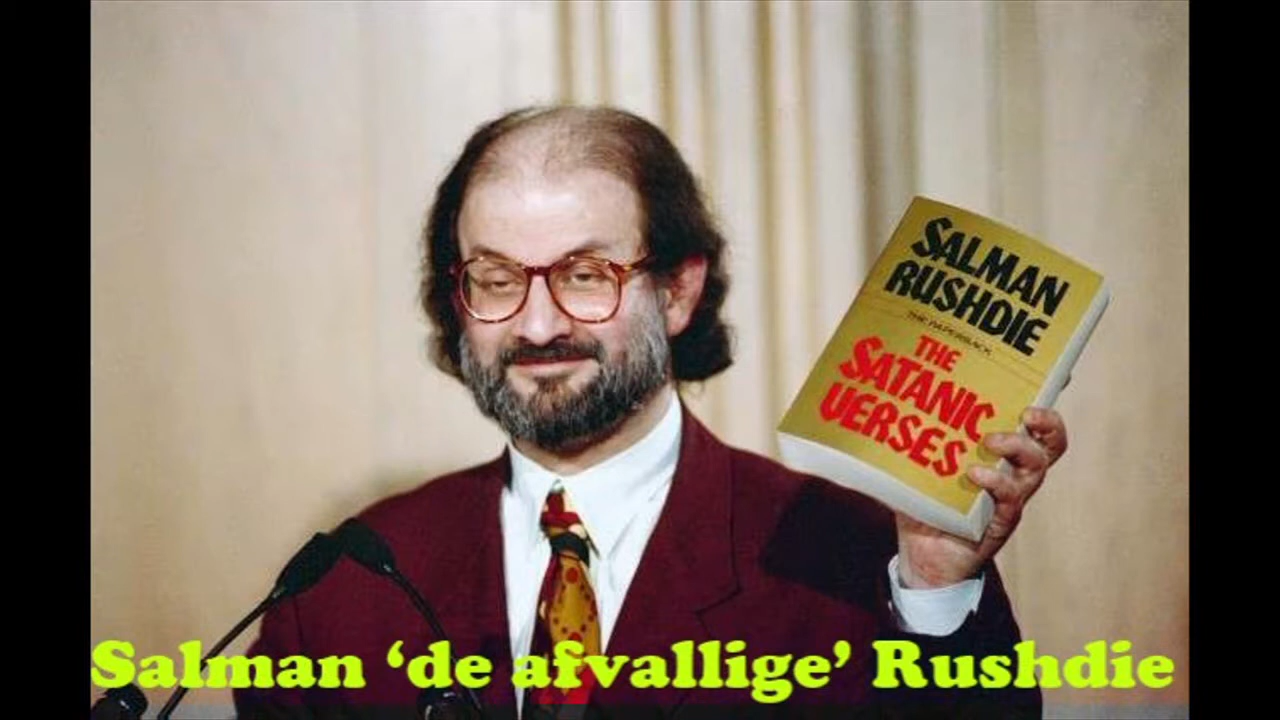 SALMAN
RUSHDIE
THE PAPERBACK
THE
SATANIC
VERSES
Salman ‘de afvallige’ Rushdie